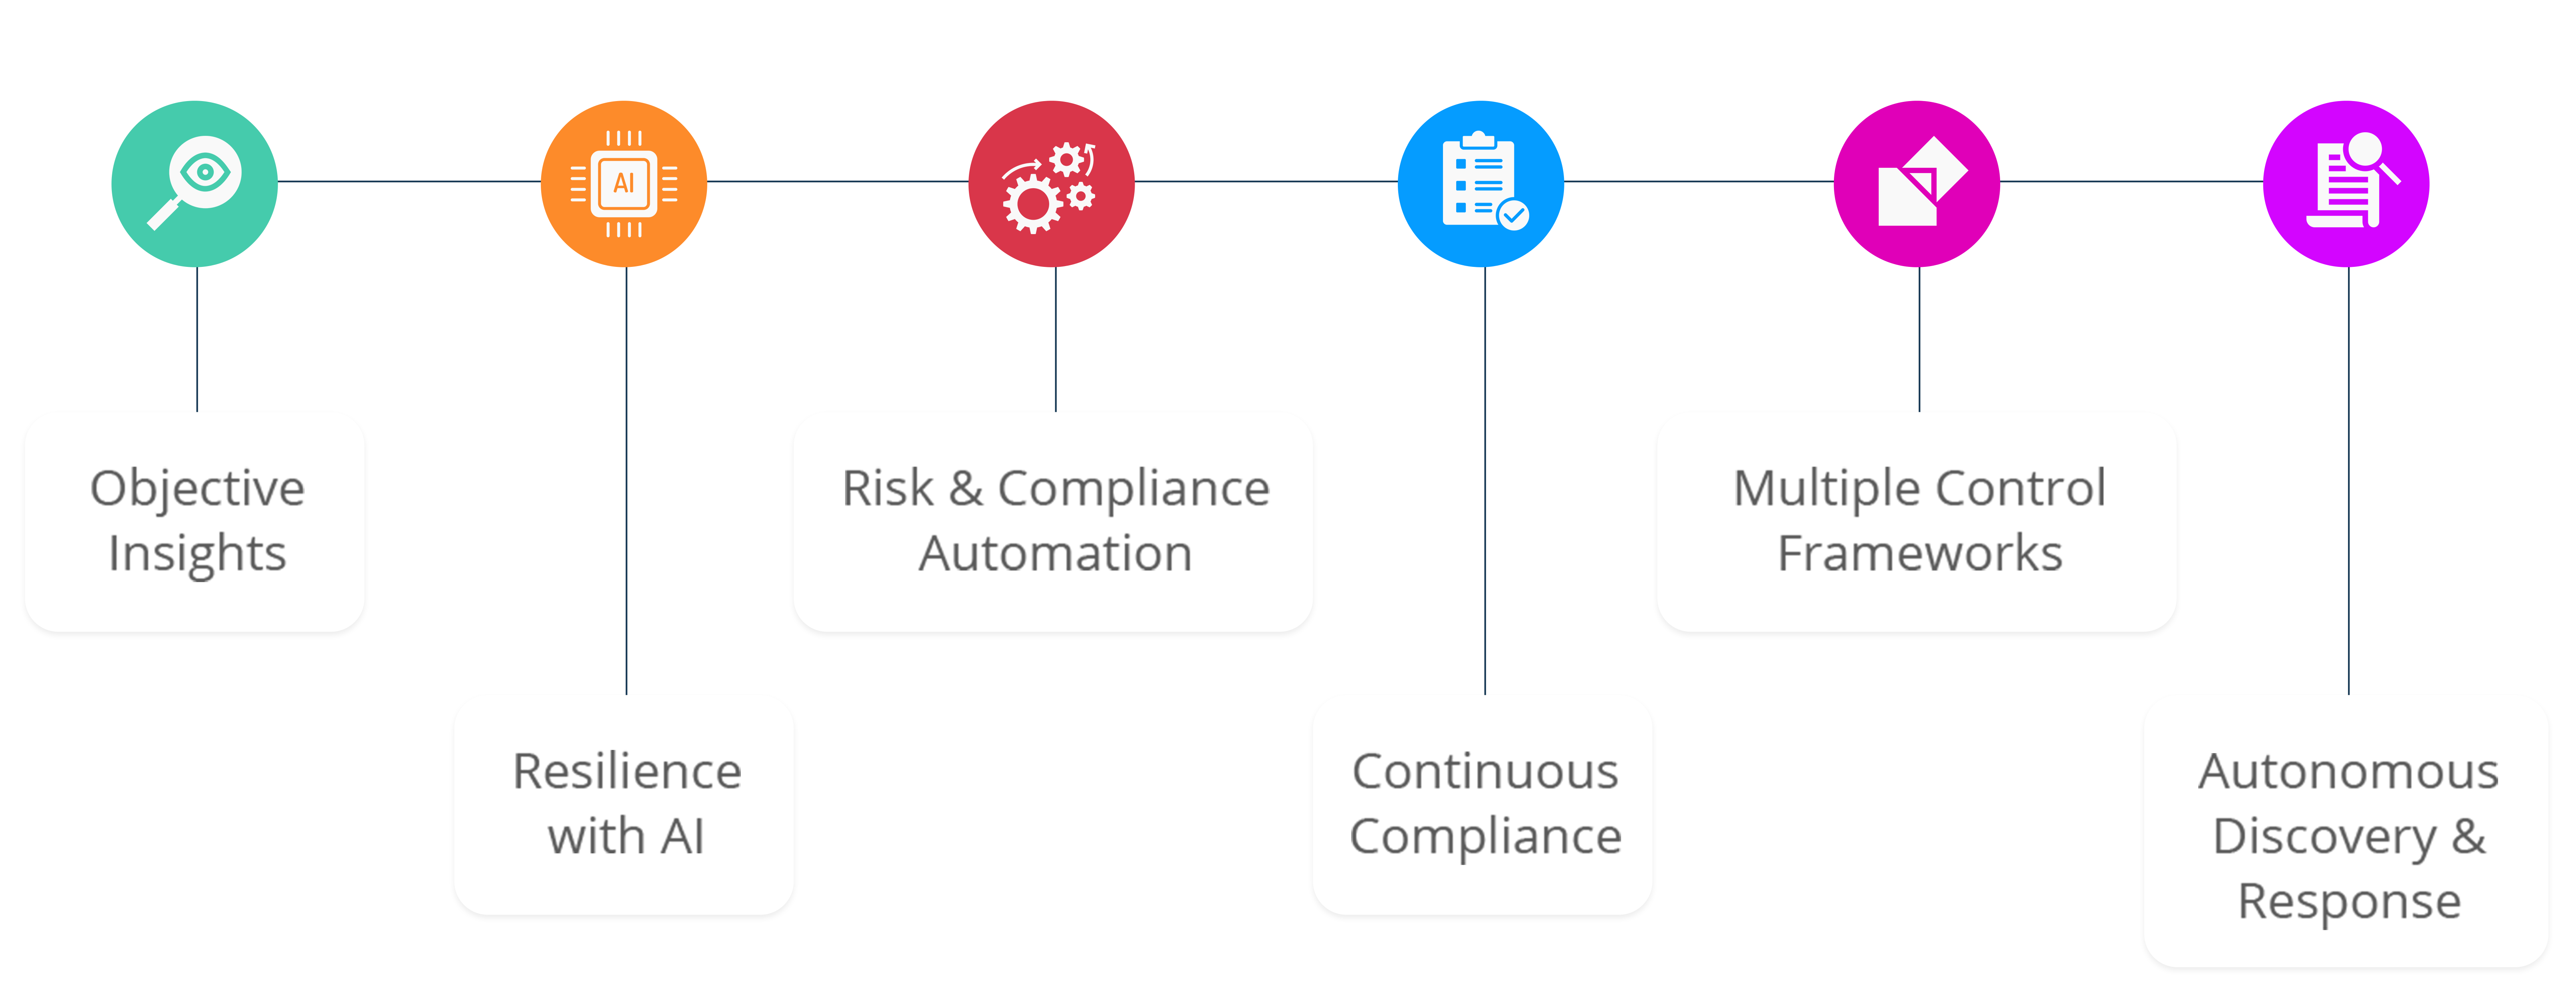 AI
Objective
Insights
Resilience
with AI
Risk & Compliance
Automation
Continuous
Compliance
Multiple Control
Frameworks
Autonomous
Discovery &
Response